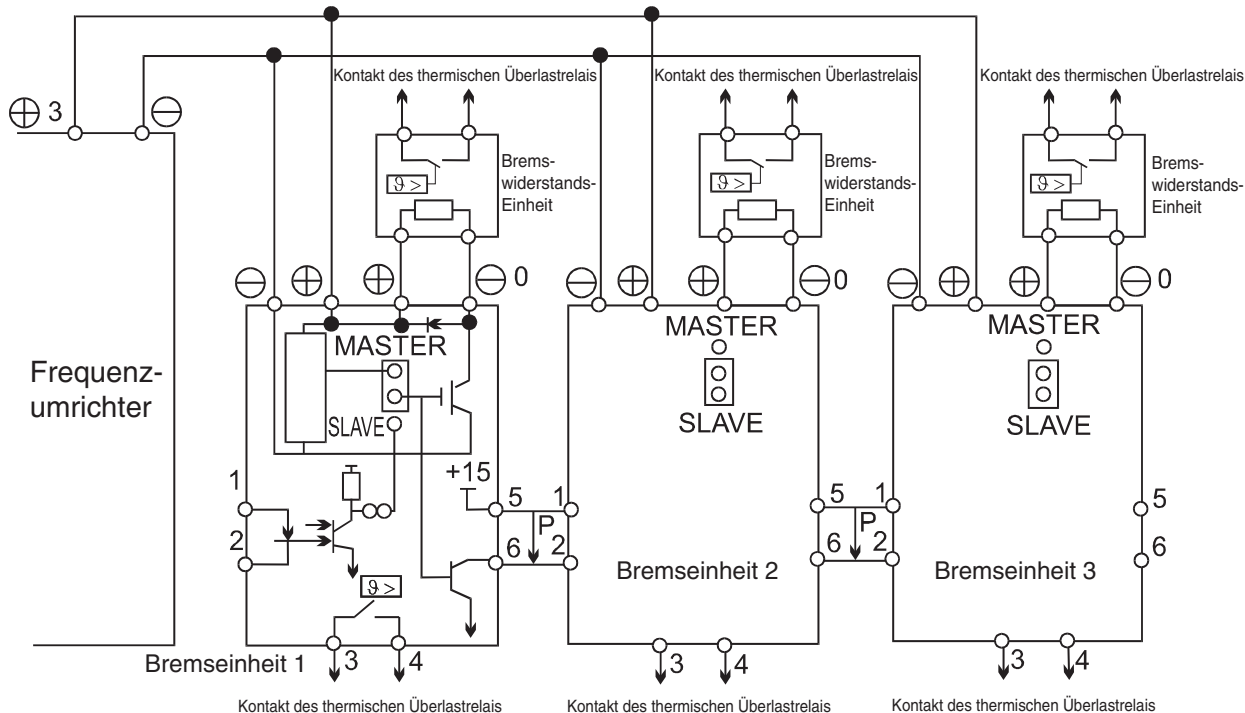 Kontakt des thermischen Überlastrelais
Kontakt des thermischen Überlastrelais
Kontakt des thermischen Überlastrelais
⊕ 3 ⊖
Brems-
widerstands-
Einheit
ϑ >
Brems-
widerstands-
Einheit
ϑ >
Brems-
widerstands-
Einheit
ϑ >
⊖ ⊕ ⊕ ⊖ 0
⊖ ⊕ ⊕ ⊖ 0
⊖ ⊕ ⊕ ⊖ 0
Frequenz-
umrichter
MASTER
SLAVE
MASTER
SLAVE
MASTER
SLAVE
+15
1
2
5
6
P
1
2
5
6
P
1
2
5
6
ϑ >
Bremseinheit 1
Bremseinheit 2
Bremseinheit 3
3 4
3 4
3 4
Kontakt des thermischen Überlastrelais
Kontakt des thermischen Überlastrelais
Kontakt des thermischen Überlastrelais